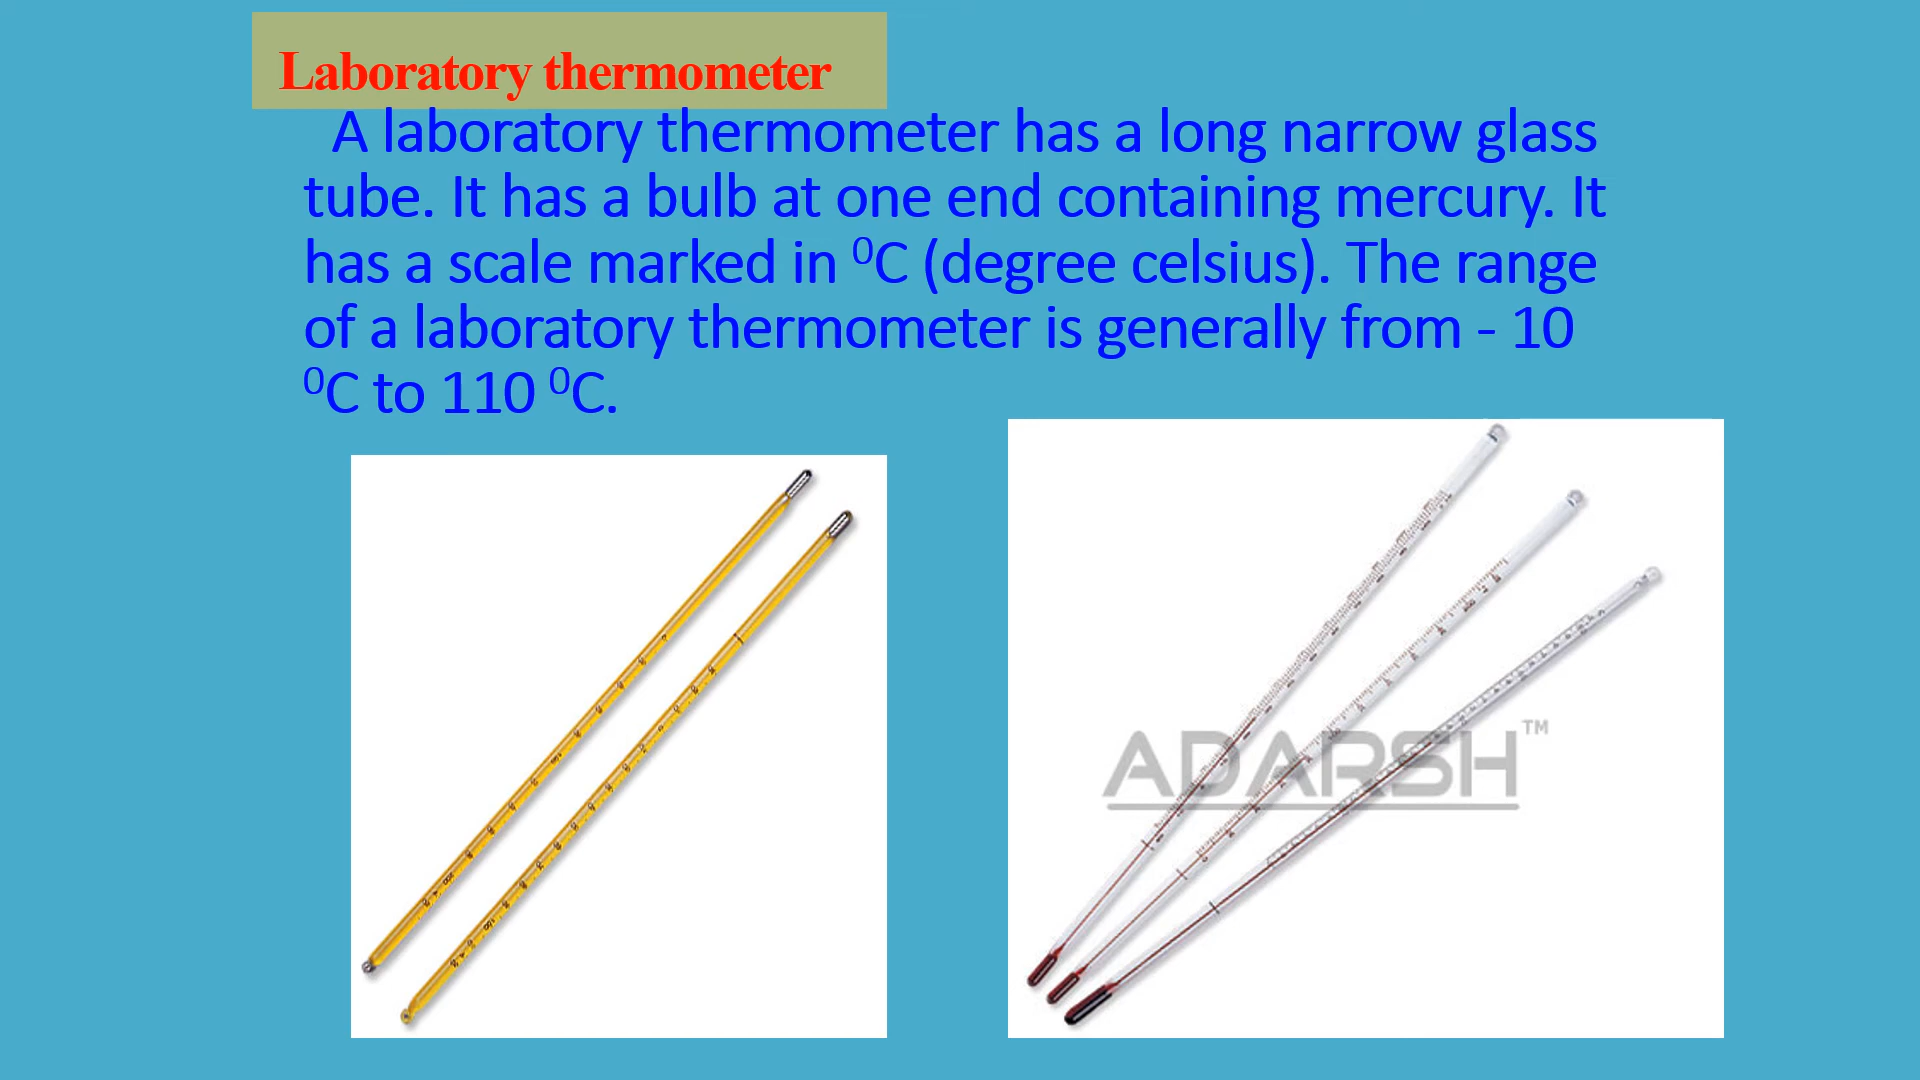 Laboratory thermometer
A laboratory thermometer has a long narrow glass
tube. It has a bulb at one end containing mercury. It
has a scale marked in ⁰C (degree celsius). The range
of a laboratory thermometer is generally from - 10
⁰C to 110 ⁰C.
ADARSH™